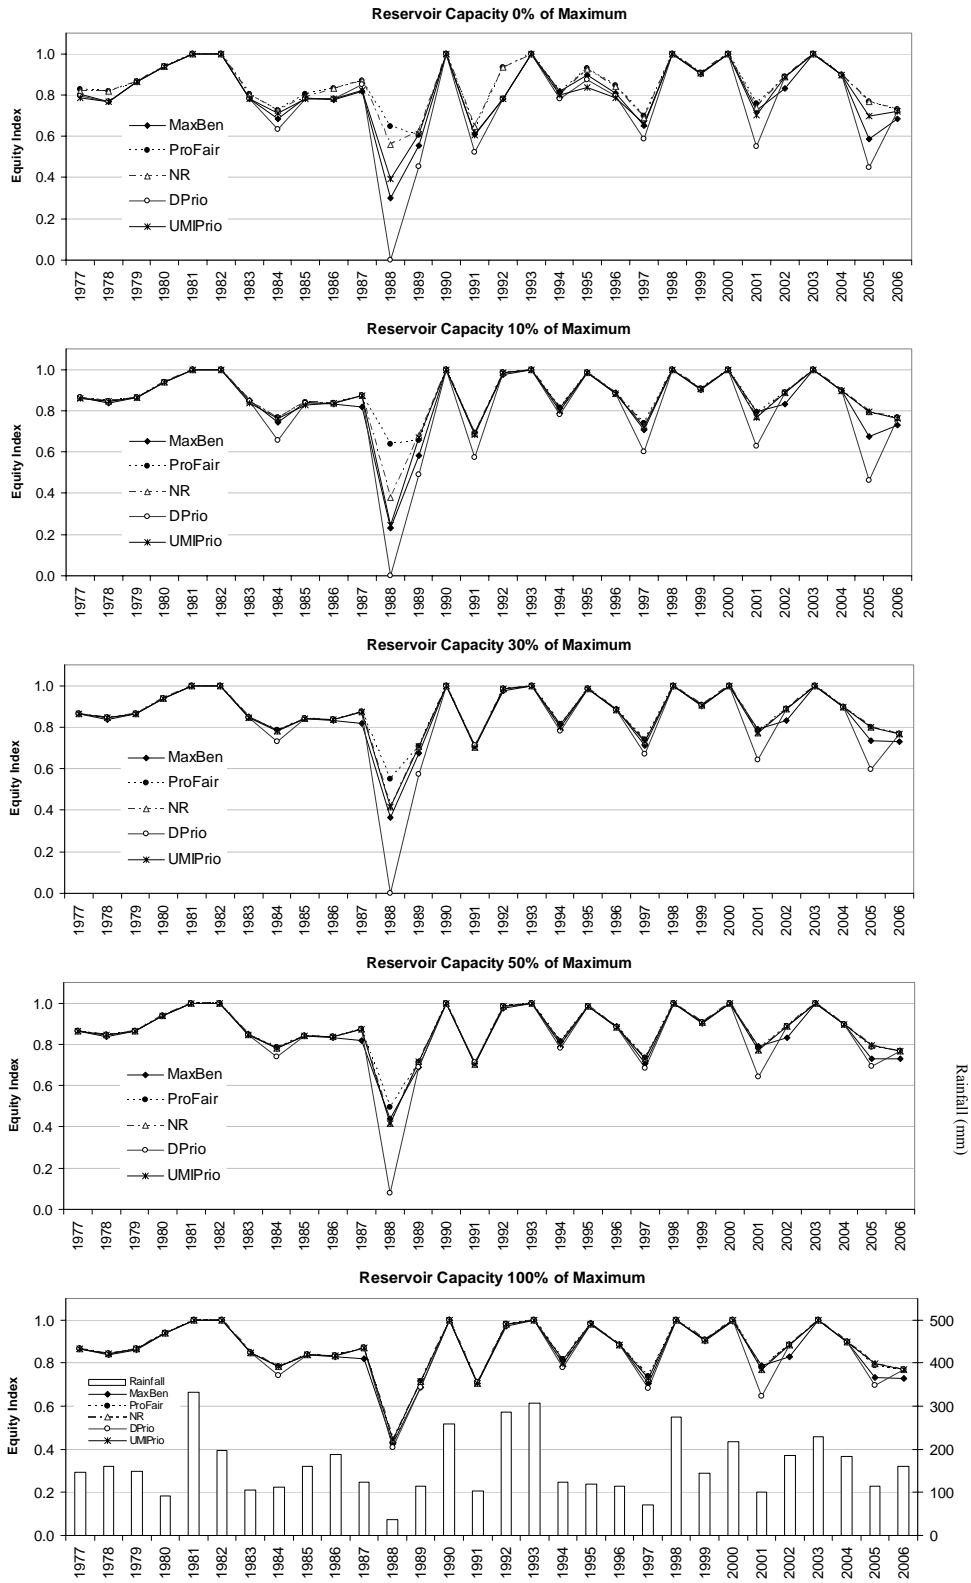 Reservoir Capacity 0% of Maximum
Equity Index
1.0
0.8
0.6
0.4
0.2
0.0
MaxBen
ProFair
NR
DPrio
UMIPrio
1977 1978 1979 1980 1981 1982 1983 1984 1985 1986 1987 1988 1989 1990 1991 1992 1993 1994 1995 1996 1997 1998 1999 2000 2001 2002 2003 2004 2005 2006
Reservoir Capacity 10% of Maximum
Equity Index
1.0
0.8
0.6
0.4
0.2
0.0
MaxBen
ProFair
NR
DPrio
UMIPrio
1977 1978 1979 1980 1981 1982 1983 1984 1985 1986 1987 1988 1989 1990 1991 1992 1993 1994 1995 1996 1997 1998 1999 2000 2001 2002 2003 2004 2005 2006
Reservoir Capacity 30% of Maximum
Equity Index
1.0
0.8
0.6
0.4
0.2
0.0
MaxBen
ProFair
NR
DPrio
UMIPrio
1977 1978 1979 1980 1981 1982 1983 1984 1985 1986 1987 1988 1989 1990 1991 1992 1993 1994 1995 1996 1997 1998 1999 2000 2001 2002 2003 2004 2005 2006
Reservoir Capacity 50% of Maximum
Equity Index
1.0
0.8
0.6
0.4
0.2
0.0
MaxBen
ProFair
NR
DPrio
UMIPrio
1977 1978 1979 1980 1981 1982 1983 1984 1985 1986 1987 1988 1989 1990 1991 1992 1993 1994 1995 1996 1997 1998 1999 2000 2001 2002 2003 2004 2005 2006
Rainfall (mm)
Reservoir Capacity 100% of Maximum
Equity Index
1.0
0.8
0.6
0.4
0.2
0.0
Rainfall
MaxBen
ProFair
NR
DPrio
UMIPrio
500
400
300
200
100
0
1977 1978 1979 1980 1981 1982 1983 1984 1985 1986 1987 1988 1989 1990 1991 1992 1993 1994 1995 1996 1997 1998 1999 2000 2001 2002 2003 2004 2005 2006